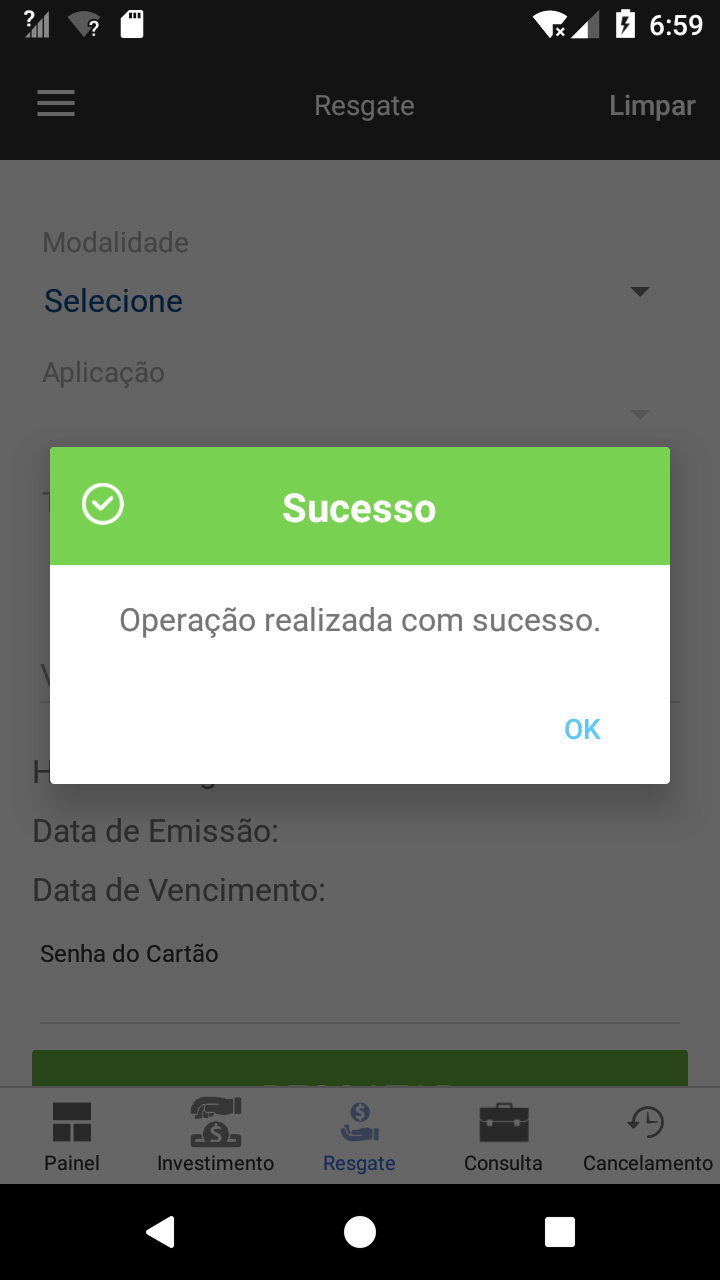 6:59
Resgate
Limpar
Modalidade
Selecione
Aplicação
Sucesso
Operação realizada com sucesso.
OK
Data de Emissão:
Data de Vencimento:
Senha do Cartão
Painel
Investimento
Resgate
Consulta
Cancelamento